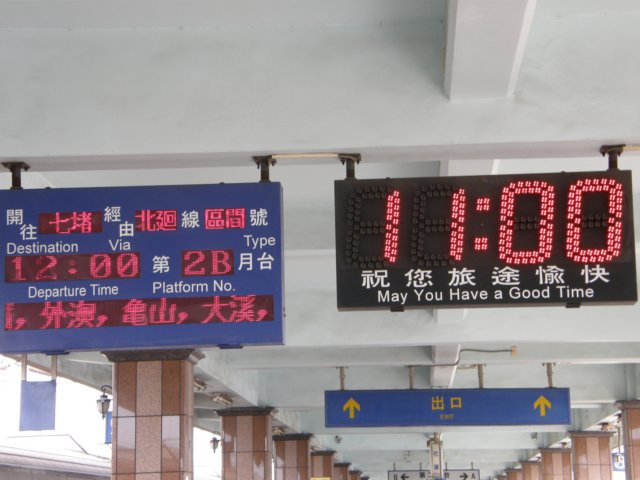 開往 七堵 經由 北廻 線 區間 號
Destination Via Type
12:00 第 2B 月台
Departure Time Platform No.
外澳, 龜山, 大溪,
11:00
祝您旅途愉快
May You Have a Good Time
出口
EXIT
B A